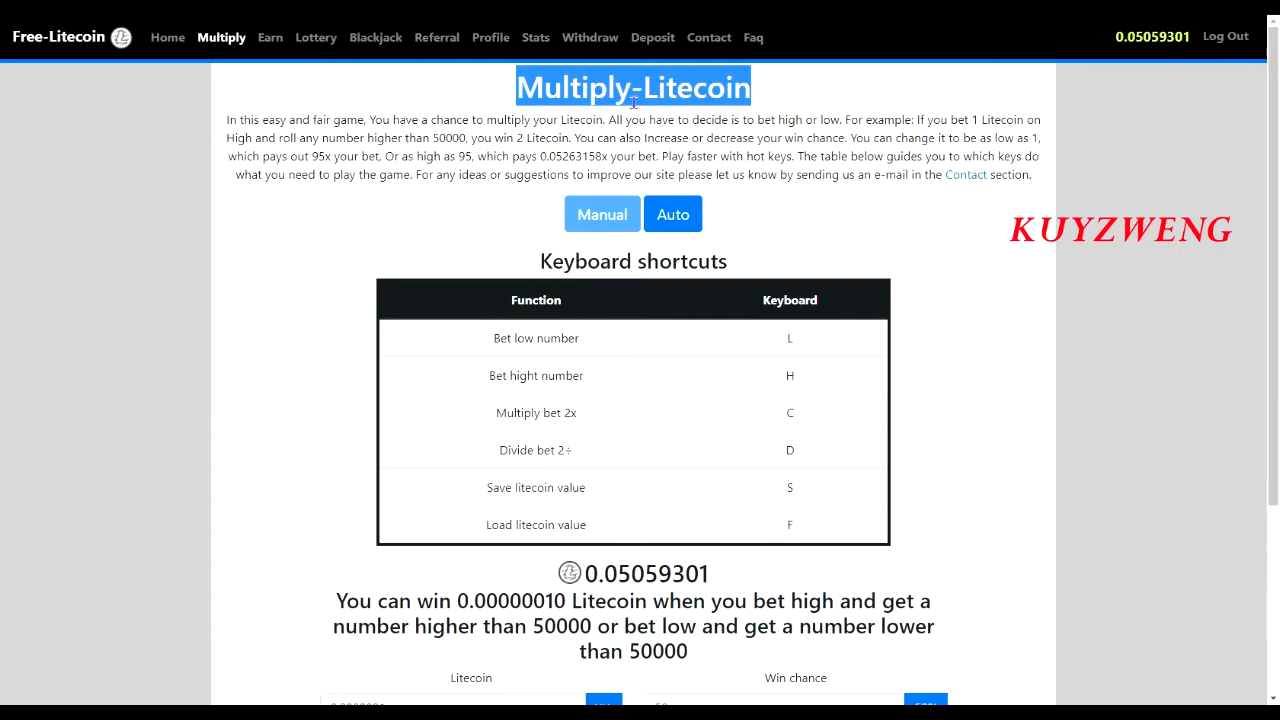 Free-Litecoin Home Multiply Earn Lottery Blackjack Referral Profile Stats Withdraw Deposit Contact Faq 0.05059301 Log Out
Multiply-Litecoin
In this easy and fair game, You have a chance to multiply your Litecoin. All you have to decide is to bet high or low. For example: If you bet 1 Litecoin on
High and roll any number higher than 50000, you win 2 Litecoin. You can also Increase or decrease your win chance. You can change it to be as low as 1,
which pays out 95x your bet, Or as high as 95, which pays 0.05263158x your bet. Play faster with hot keys. The table below guides you to which keys do
what you need to play the game. For any ideas or suggestions to improve our site please let us know by sending us an e-mail in the Contact section.
Manual Auto
KUYZWENG
Keyboard shortcuts
Function Keyboard
Bet low number L
Bet hight number H
Multiply bet 2x C
Divide bet 2÷ D
Save litecoin value S
Load litecoin value F
0.05059301
You can win 0.00000010 Litecoin when you bet high and get a
number higher than 50000 or bet low and get a number lower
than 50000
Litecoin Win chance